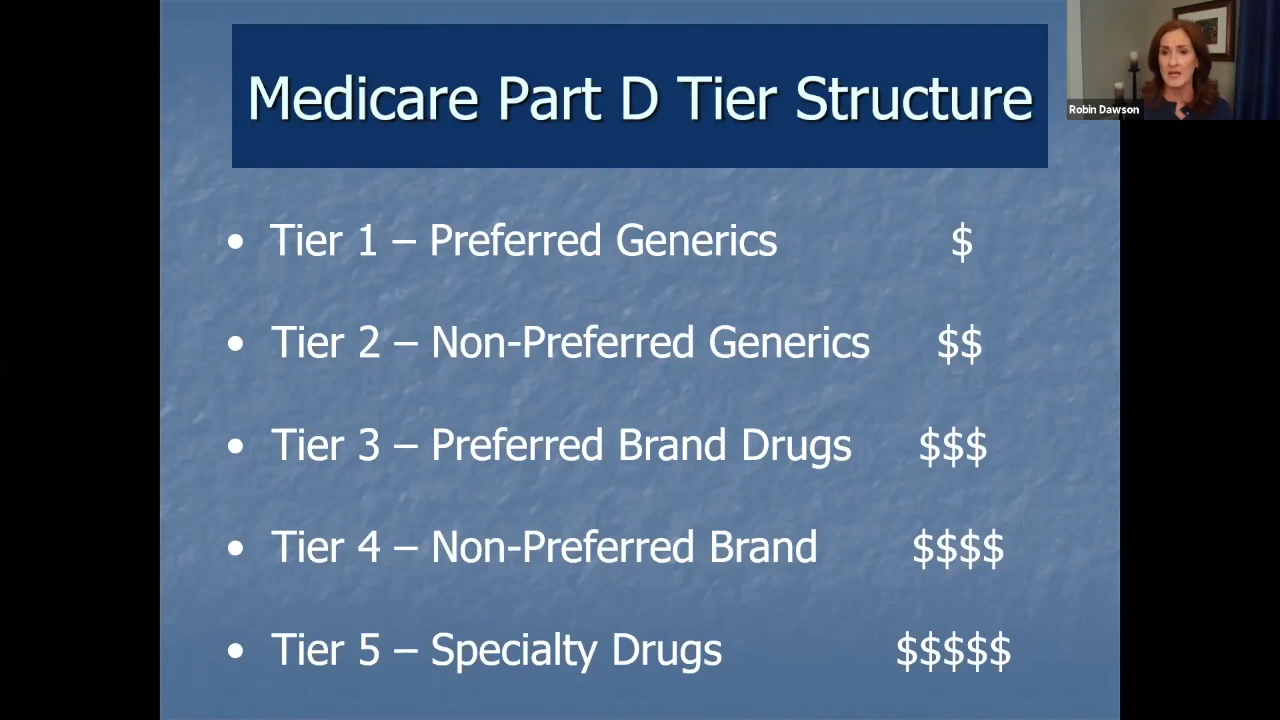 Medicare Part D Tier Structure
Robin Dawson
• Tier 1 – Preferred Generics $
• Tier 2 – Non-Preferred Generics $$
• Tier 3 – Preferred Brand Drugs $$$
• Tier 4 – Non-Preferred Brand $$$$
• Tier 5 – Specialty Drugs $$$$$